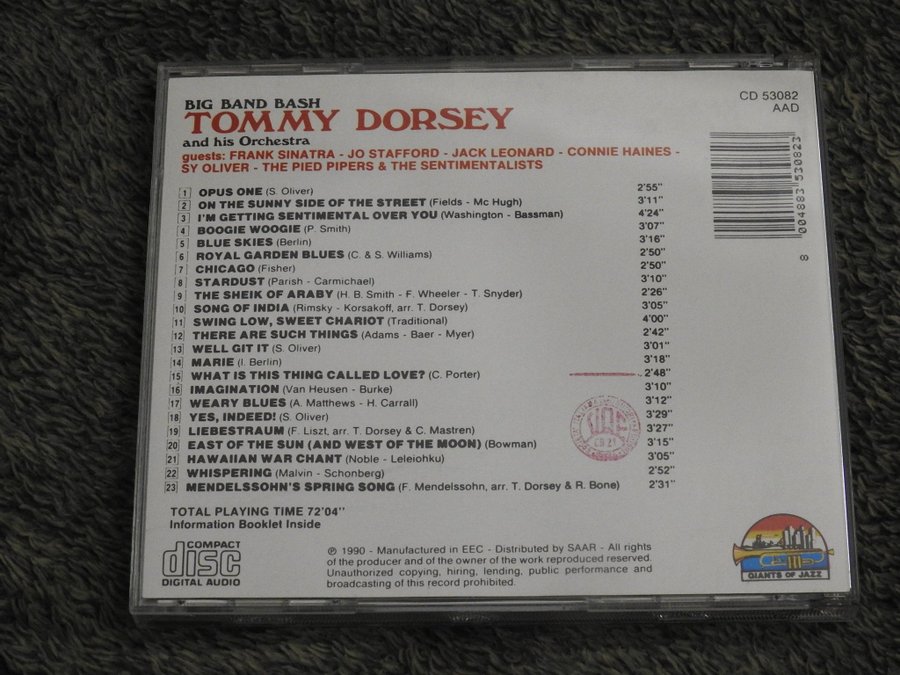 BIG BAND BASH
TOMMY DORSEY
and his Orchestra
guests: FRANK SINATRA - JO STAFFORD - JACK LEONARD - CONNIE HAINES -
SY OLIVER - THE PIED PIPERS & THE SENTIMENTALISTS
CD 53082
AAD
0004883 530823
8
1 OPUS ONE (S. Oliver) 2'55"
2 ON THE SUNNY SIDE OF THE STREET (Fields - Mc Hugh) 3'11"
3 I'M GETTING SENTIMENTAL OVER YOU (Washington - Bassman) 4'24"
4 BOOGIE WOOGIE (P. Smith) 3'07"
5 BLUE SKIES (Berlin) 3'16"
6 ROYAL GARDEN BLUES (C. & S. Williams) 2'50"
7 CHICAGO (Fisher) 2'50"
8 STARDUST (Parish - Carmichael) 3'10"
9 THE SHEIK OF ARABY (H. B. Smith - F. Wheeler - T. Snyder) 2'26"
10 SONG OF INDIA (Rimsky - Korsakoff, arr. T. Dorsey) 3'05"
11 SWING LOW, SWEET CHARIOT (Traditional) 4'00"
12 THERE ARE SUCH THINGS (Adams - Baer - Myer) 2'42"
13 WELL GIT IT (S. Oliver) 3'01"
14 MARIE (I. Berlin) 3'18"
15 WHAT IS THIS THING CALLED LOVE? (C. Porter) 2'48"
16 IMAGINATION (Van Heusen - Burke) 3'10"
17 WEARY BLUES (A. Matthews - H. Carrall) 3'12"
18 YES, INDEED! (S. Oliver) 3'29"
19 LIEBESTRAUM (F. Liszt, arr. T. Dorsey & C. Mastren) 3'27"
20 EAST OF THE SUN (AND WEST OF THE MOON) (Bowman) 3'15"
21 HAWAIIAN WAR CHANT (Noble - Leleiohku) 3'05"
22 WHISPERING (Malvin - Schonberg) 2'52"
23 MENDELSSOHN'S SPRING SONG (F. Mendelssohn, arr. T. Dorsey & R. Bone) 2'31"
TOTAL PLAYING TIME 72'04"
Information Booklet Inside
COMPACT
disc
DIGITAL AUDIO
℗ 1990 - Manufactured in EEC - Distributed by SAAR - All rights
of the producer and of the owner of the work reproduced reserved.
Unauthorized copying, hiring, lending, public performance and
broadcasting of this record prohibited.
GIANTS OF JAZZ